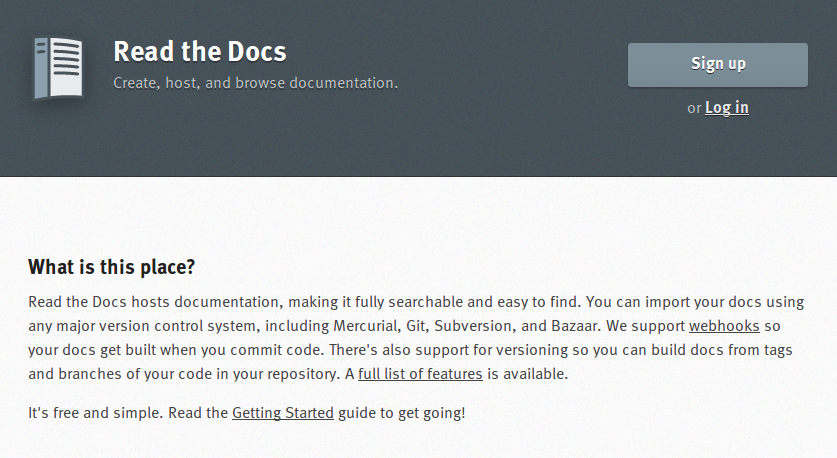 Read the Docs
Create, host, and browse documentation.
Sign up
or Log in
What is this place?
Read the Docs hosts documentation, making it fully searchable and easy to find. You can import your docs using
any major version control system, including Mercurial, Git, Subversion, and Bazaar. We support webhooks so
your docs get built when you commit code. There's also support for versioning so you can build docs from tags
and branches of your code in your repository. A full list of features is available.
It's free and simple. Read the Getting Started guide to get going!